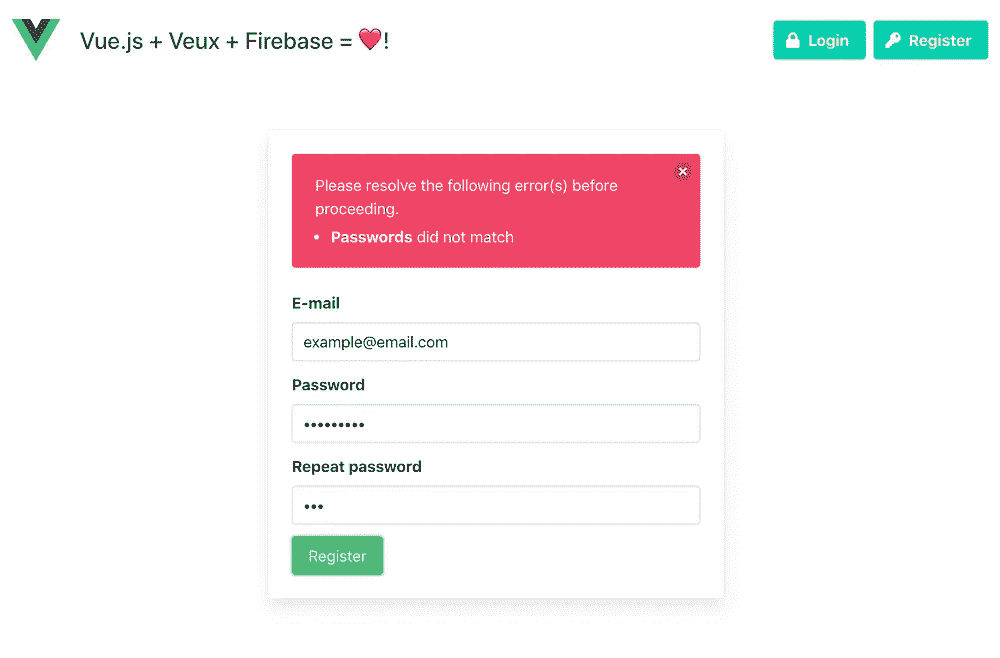 Vue.js + Veux + Firebase = ❤️!
Login
Register
Please resolve the following error(s) before
proceeding.
• Passwords did not match
E-mail
example@email.com
Password
•••••••••
Repeat password
•••
Register